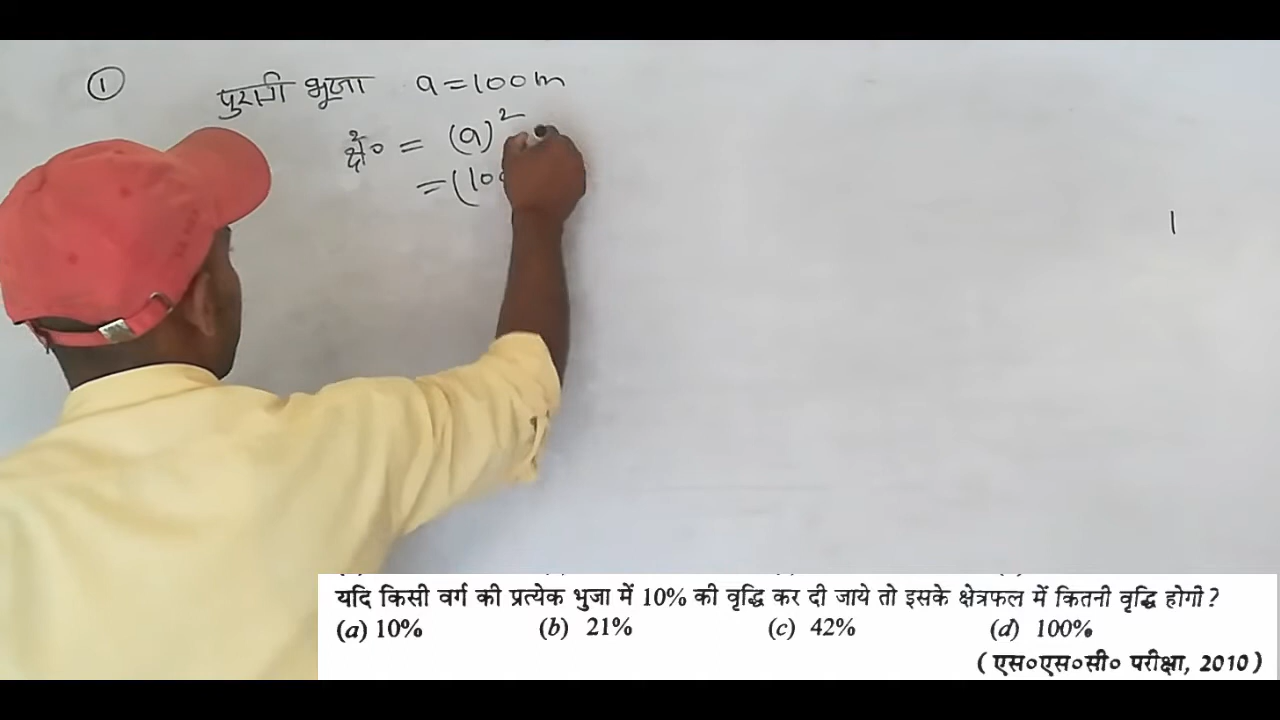 ① पुरानी भूजा a = 100m
क्षे० = (a)²
= (10
1
यदि किसी वर्ग की प्रत्येक भुजा में 10% की वृद्धि कर दी जाये तो इसके क्षेत्रफल में कितनी वृद्धि होगी?
(a) 10% (b) 21% (c) 42% (d) 100%
(एस०एस०सी० परीक्षा, 2010)